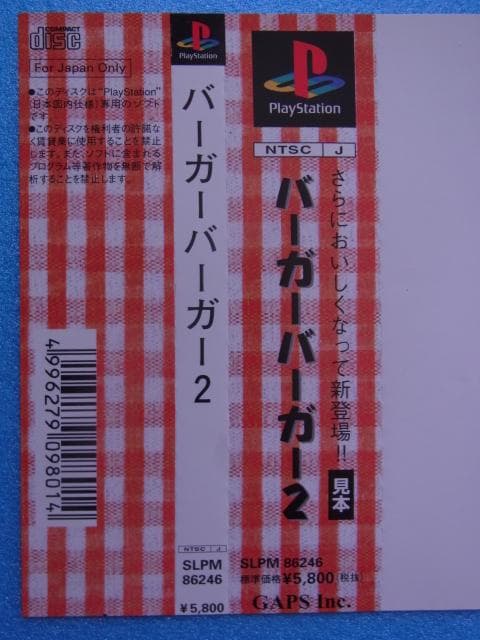 COMPACT
disc
For Japan Only
●このディスクは"PlayStation"
(日本国内仕様)専用のソフト
です。
●このディスクを権利者の許諾な
く賃貸業に使用することを禁止
します。また、ソフトに含まれる
プログラム等著作物を無断で解
析することを禁止します。
4996279098014
PlayStation
バーガーバーガー2
NTSC J
SLPM
86246
¥5,800
PlayStation
NTSC J
さらにおいしくなって新登場!!
バーガーバーガー2
見本
SLPM 86246
標準価格¥5,800(税抜)
GAPS Inc.